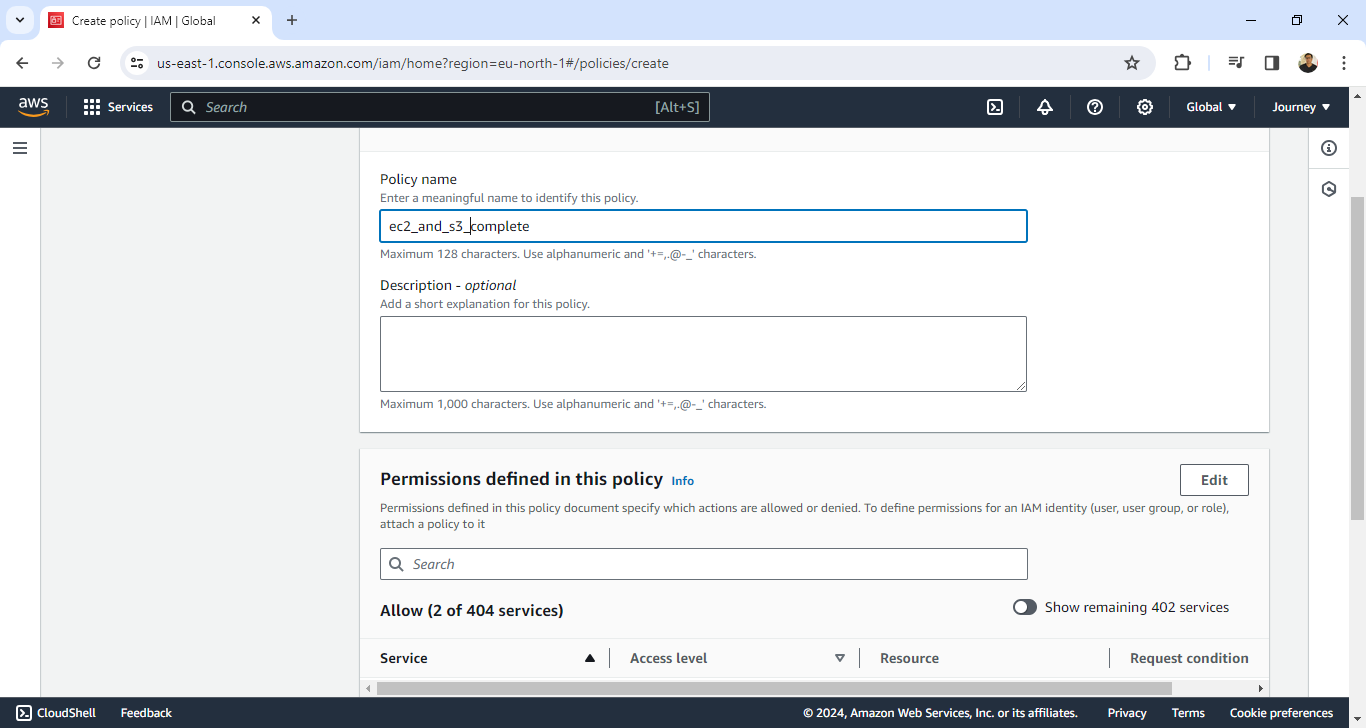 Create policy | IAM | Global
us-east-1.console.aws.amazon.com/iam/home?region=eu-north-1#/policies/create
aws
Services
Search
[Alt+S]
Global
Journey
Policy name
Enter a meaningful name to identify this policy.
ec2_and_s3_complete
Maximum 128 characters. Use alphanumeric and '+=,.@-_' characters.
Description - optional
Add a short explanation for this policy.
Maximum 1,000 characters. Use alphanumeric and '+=,.@-_' characters.
Permissions defined in this policy Info
Edit
Permissions defined in this policy document specify which actions are allowed or denied. To define permissions for an IAM identity (user, user group, or role),
attach a policy to it
Search
Allow (2 of 404 services)
Show remaining 402 services
Service
Access level
Resource
Request condition
CloudShell
Feedback
© 2024, Amazon Web Services, Inc. or its affiliates.
Privacy
Terms
Cookie preferences